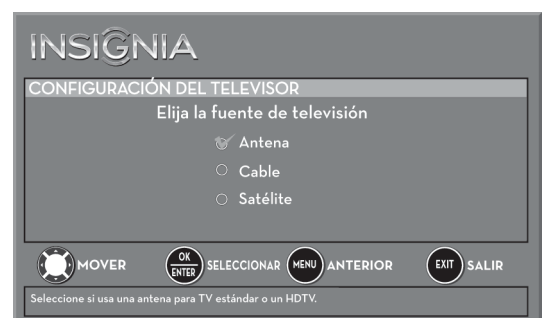 INSIGNIA
CONFIGURACIÓN DEL TELEVISOR
Elija la fuente de televisión
Antena
Cable
Satélite
MOVER OK ENTER SELECCIONAR MENU ANTERIOR EXIT SALIR
Seleccione si usa una antena para TV estándar o un HDTV.